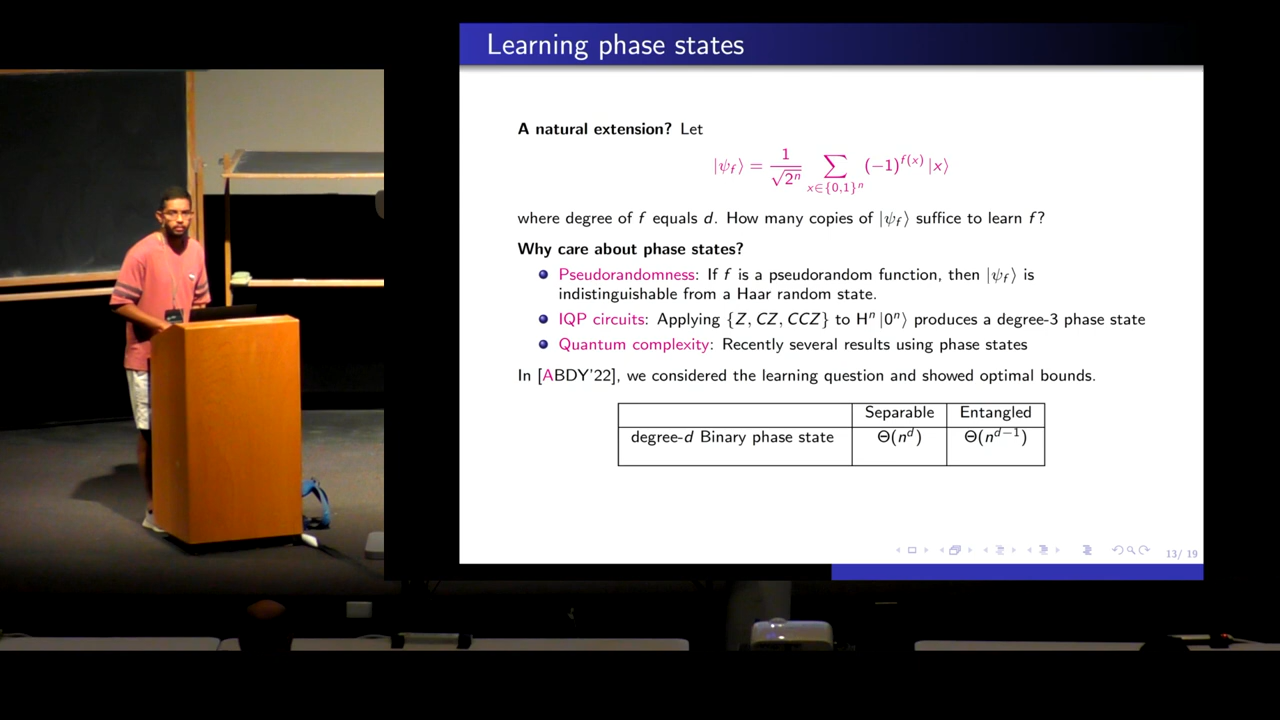 Learning phase states
A natural extension? Let
|ψ_f⟩ = 1/√2ⁿ ∑_{x∈{0,1}ⁿ} (−1)^{f(x)} |x⟩
where degree of f equals d. How many copies of |ψ_f⟩ suffice to learn f?
Why care about phase states?
Pseudorandomness: If f is a pseudorandom function, then |ψ_f⟩ is
indistinguishable from a Haar random state.
IQP circuits: Applying {Z, CZ, CCZ} to Hⁿ |0ⁿ⟩ produces a degree-3 phase state
Quantum complexity: Recently several results using phase states
In [ABDY'22], we considered the learning question and showed optimal bounds.
Separable Entangled
degree-d Binary phase state Θ(n^d) Θ(n^{d−1})
13/ 19